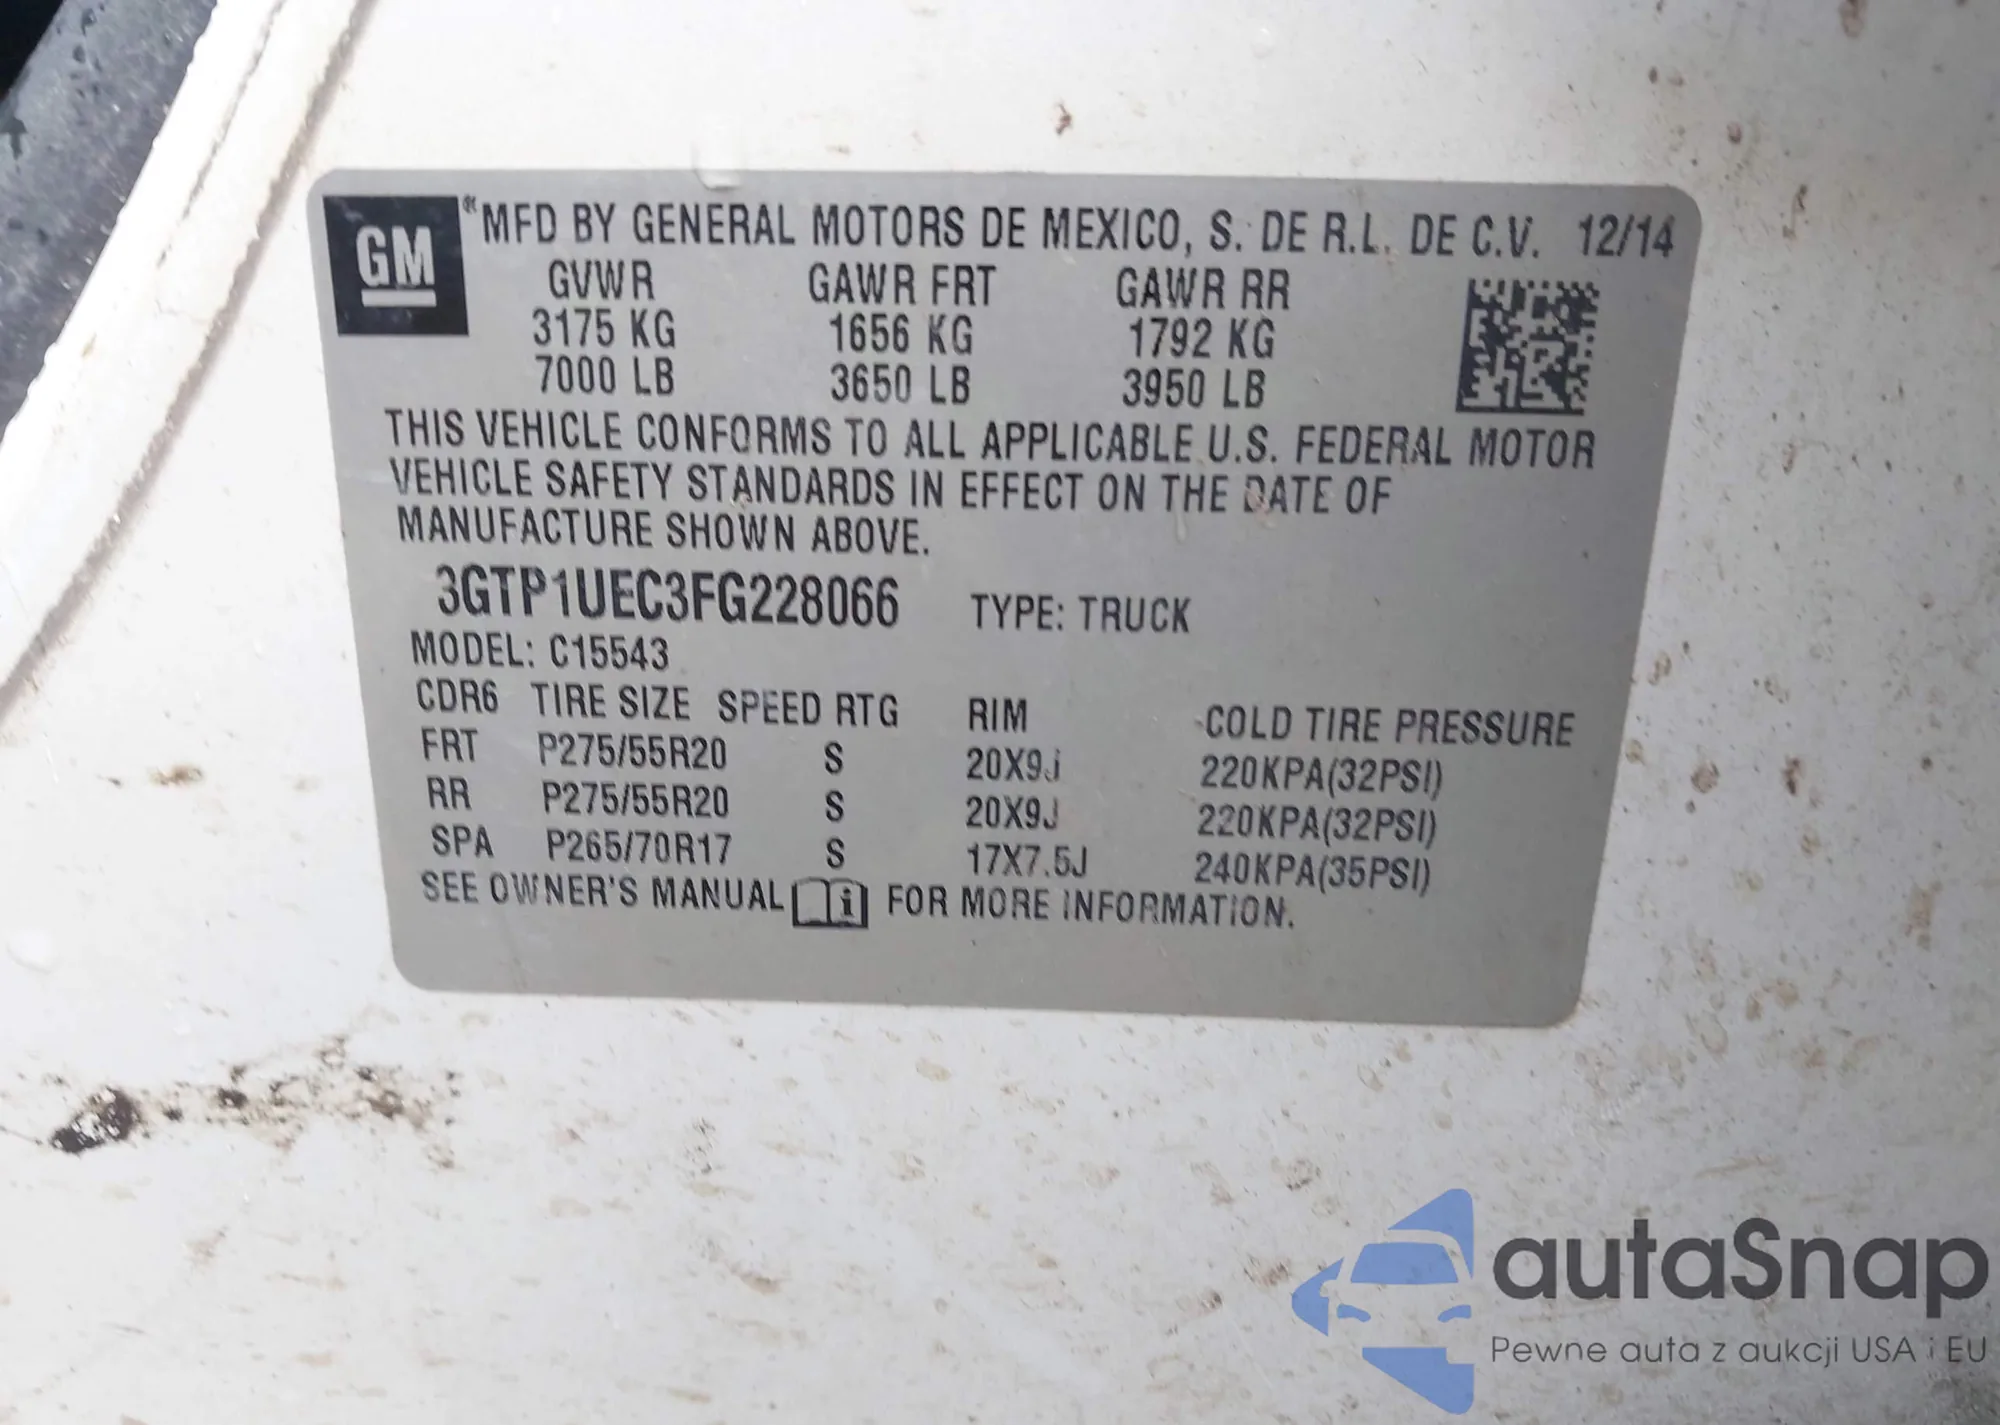 GM
MFD BY GENERAL MOTORS DE MEXICO, S. DE R.L. DE C.V. 12/14
GVWR GAWR FRT GAWR RR
3175 KG 1656 KG 1792 KG
7000 LB 3650 LB 3950 LB
THIS VEHICLE CONFORMS TO ALL APPLICABLE U.S. FEDERAL MOTOR
VEHICLE SAFETY STANDARDS IN EFFECT ON THE DATE OF
MANUFACTURE SHOWN ABOVE.
3GTP1UEC3FG228066 TYPE: TRUCK
MODEL: C15543
CDR6 TIRE SIZE SPEED RTG RIM COLD TIRE PRESSURE
FRT P275/55R20 S 20X9J 220KPA(32PSI)
RR P275/55R20 S 20X9J 220KPA(32PSI)
SPA P265/70R17 S 17X7.5J 240KPA(35PSI)
SEE OWNER'S MANUAL i FOR MORE INFORMATION.
autaSnap
Pewne auta z aukcji USA i EU